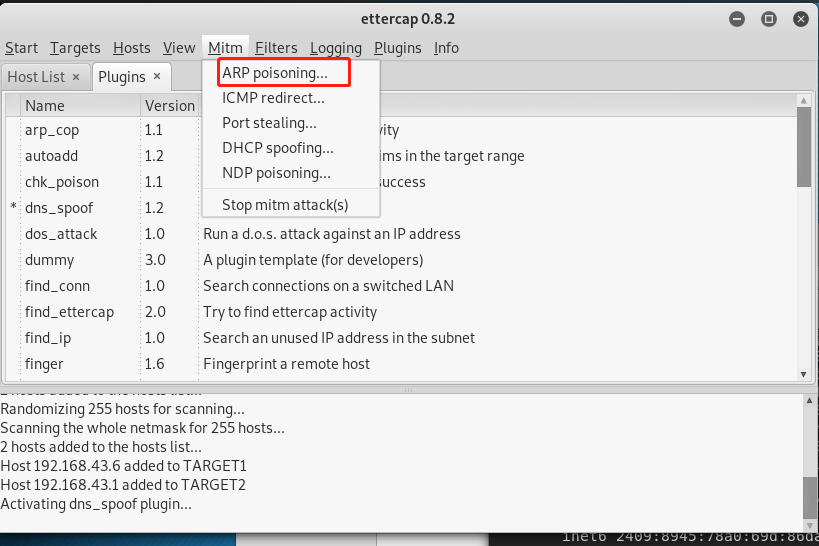 ettercap 0.8.2
Start Targets Hosts View Mitm Filters Logging Plugins Info
Host List × Plugins ×
ARP poisoning...
ICMP redirect...
Port stealing...
DHCP spoofing...
NDP poisoning...
Stop mitm attack(s)
Name Version
arp_cop 1.1 vity
autoadd 1.2 ims in the target range
chk_poison 1.1 success
* dns_spoof 1.2
dos_attack 1.0 Run a d.o.s. attack against an IP address
dummy 3.0 A plugin template (for developers)
find_conn 1.0 Search connections on a switched LAN
find_ettercap 2.0 Try to find ettercap activity
find_ip 1.0 Search an unused IP address in the subnet
finger 1.6 Fingerprint a remote host
2 hosts added to the hosts list...
Randomizing 255 hosts for scanning...
Scanning the whole netmask for 255 hosts...
2 hosts added to the hosts list...
Host 192.168.43.6 added to TARGET1
Host 192.168.43.1 added to TARGET2
Activating dns_spoof plugin...
inet6 2409:8945:78a0:69d:86da